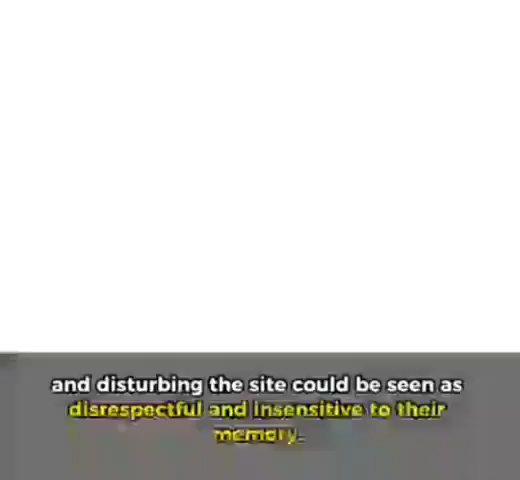 and disturbing the site could be seen as
disrespectful and insensitive to their
memory.